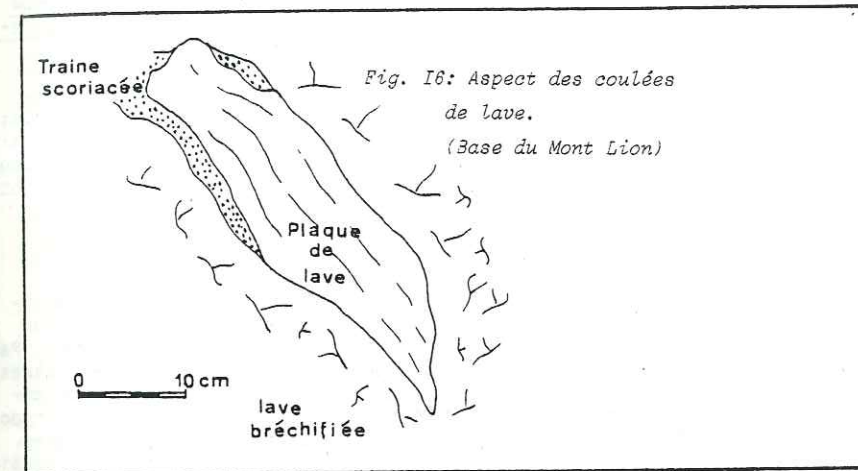 Traine
scoriacée
Fig. I6: Aspect des coulées
de lave.
(Base du Mont Lion)
Plaque
de
lave
0 10 cm
lave
bréchifiée